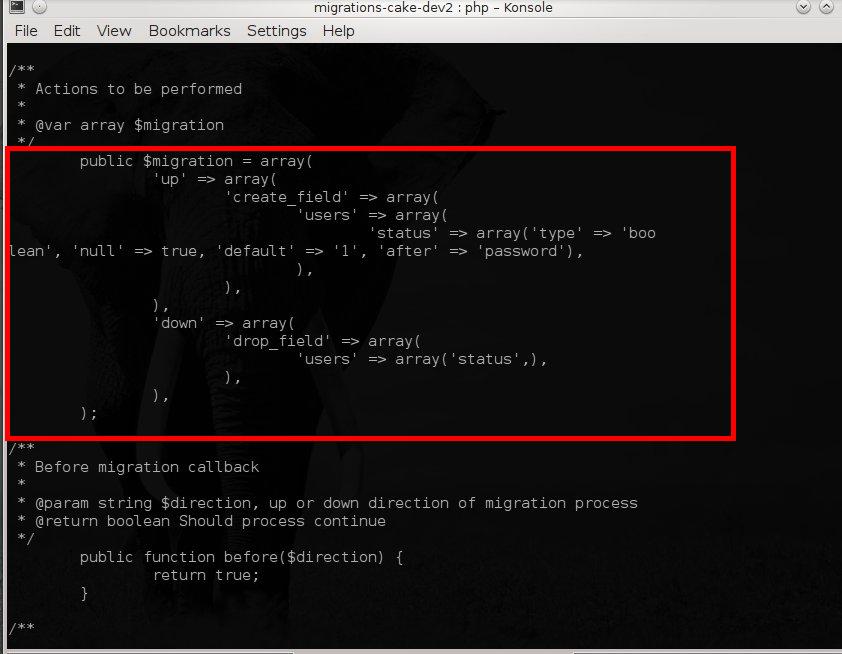 migrations-cake-dev2 : php – Konsole
File Edit View Bookmarks Settings Help
/**
 * Actions to be performed
 *
 * @var array $migration
 */
        public $migration = array(
                'up' => array(
                        'create_field' => array(
                                'users' => array(
                                        'status' => array('type' => 'boo
lean', 'null' => true, 'default' => '1', 'after' => 'password'),
                                ),
                        ),
                ),
                'down' => array(
                        'drop_field' => array(
                                'users' => array('status',),
                        ),
                ),
        );
/**
 * Before migration callback
 *
 * @param string $direction, up or down direction of migration process
 * @return boolean Should process continue
 */
        public function before($direction) {
                return true;
        }
/**